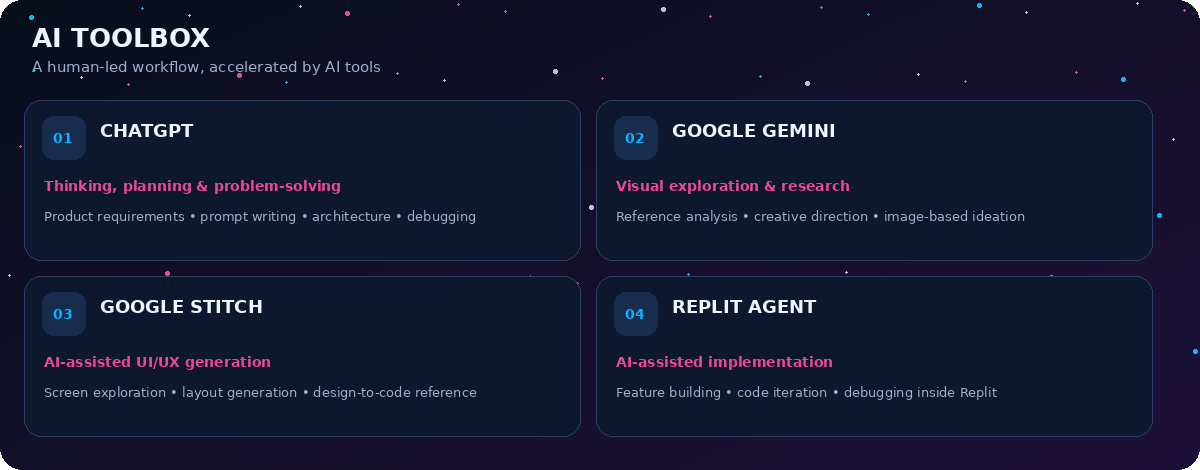 AI TOOLBOX
A human-led workflow, accelerated by AI tools
01 CHATGPT
Thinking, planning & problem-solving
Product requirements • prompt writing • architecture • debugging
02 GOOGLE GEMINI
Visual exploration & research
Reference analysis • creative direction • image-based ideation
03 GOOGLE STITCH
AI-assisted UI/UX generation
Screen exploration • layout generation • design-to-code reference
04 REPLIT AGENT
AI-assisted implementation
Feature building • code iteration • debugging inside Replit